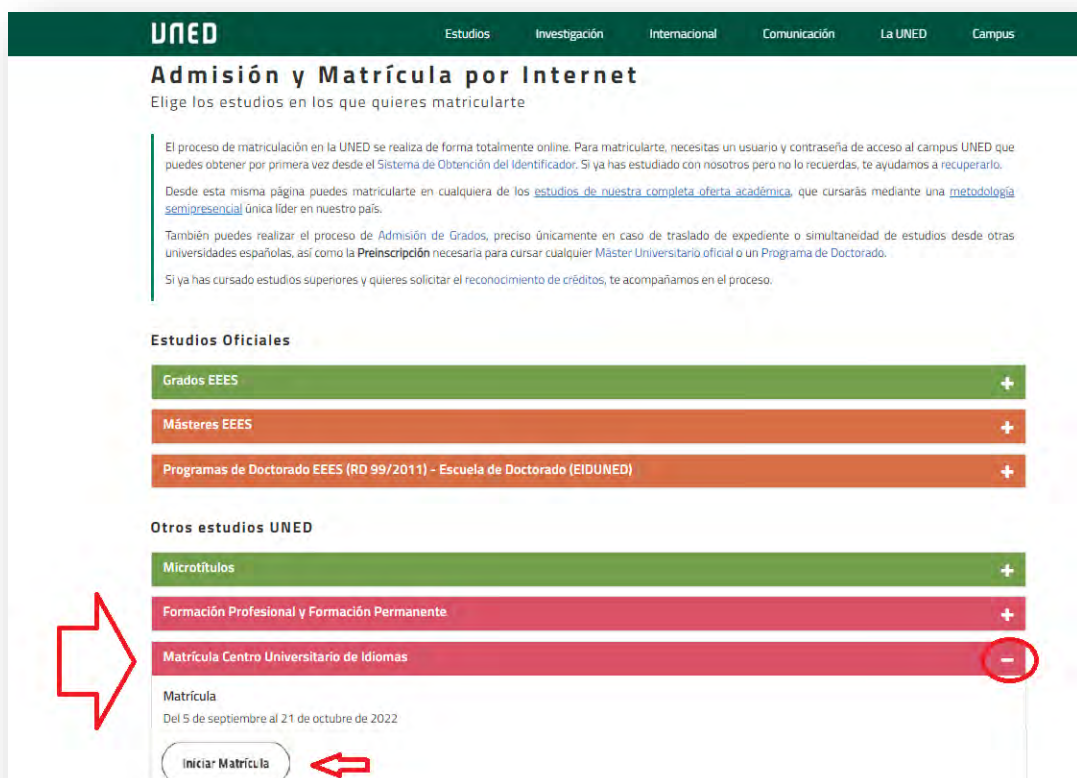 UNED
Estudios Investigación Internacional Comunicación La UNED Campus
Admisión y Matrícula por Internet
Elige los estudios en los que quieres matricularte
El proceso de matriculación en la UNED se realiza de forma totalmente online. Para matricularte, necesitas un usuario y contraseña de acceso al campus UNED que
puedes obtener por primera vez desde el Sistema de Obtención del Identificador. Si ya has estudiado con nosotros pero no lo recuerdas, te ayudamos a recuperarlo.
Desde esta misma página puedes matricularte en cualquiera de los estudios de nuestra completa oferta académica, que cursarás mediante una metodología
semipresencial única líder en nuestro país.
También puedes realizar el proceso de Admisión de Grados, preciso únicamente en caso de traslado de expediente o simultaneidad de estudios desde otras
universidades españolas, así como la Preinscripción necesaria para cursar cualquier Máster Universitario oficial o un Programa de Doctorado.
Si ya has cursado estudios superiores y quieres solicitar el reconocimiento de créditos, te acompañamos en el proceso.
Estudios Oficiales
Grados EEES
Másteres EEES
Programas de Doctorado EEES (RD 99/2011) - Escuela de Doctorado (EIDUNED)
Otros estudios UNED
Microtítulos
Formación Profesional y Formación Permanente
Matrícula Centro Universitario de Idiomas
Matrícula
Del 5 de septiembre al 21 de octubre de 2022
Iniciar Matrícula